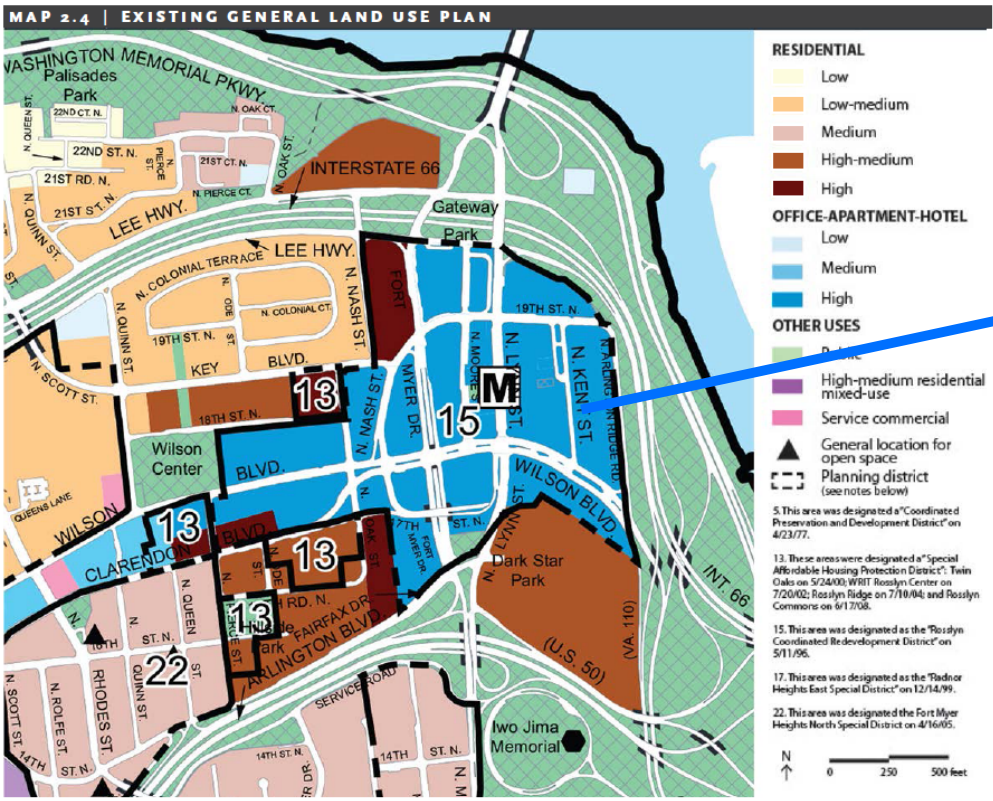 MAP 2.4 | EXISTING GENERAL LAND USE PLAN
WASHINGTON MEMORIAL PKWY.
Palisades
Park
N. QUEEN ST.
22ND CT. N.
22ND ST. N.
21ST RD. N.
21ST ST. N.
N. QUINN ST.
N. PIERCE ST.
21ST CT. N.
N. PIERCE CT.
N. OAK CT.
N. OAK ST.
INTERSTATE 66
LEE HWY.
LEE HWY.
Gateway
Park
N. COLONIAL TERRACE
N. COLONIAL CT.
N. ODE ST.
N. NASH ST.
FORT
MYER DR.
19TH ST. N.
19TH ST. N.
KEY BLVD.
18TH ST. N.
N. QUINN ST.
N. SCOTT ST.
ST.
13
N. NASH ST.
N. MOORE
M
N. LYNN ST.
N. KENT ST.
N. ARLINGTON RIDGE RD.
15
Wilson
Center
BLVD.
WILSON BLVD.
QUEENS LANE
WILSON
13
CLARENDON
BLVD.
N.
17TH ST. N.
FORT MYER DR.
OAK ST.
N. LYNN ST.
13
Dark Star
Park
N. ODE
ST.
13
RD. N.
FAIRFAX DR.
Hillside
Park
ARLINGTON BLVD.
PIERCE ST.
(U.S. 50)
(VA. 110)
INT. 66
N.
16TH ST. N.
N. QUEEN ST.
22
QUINN ST.
RHODES ST.
N. ROLFE ST.
N. SCOTT ST.
14TH ST. N.
SERVICE ROAD
14TH ST. N.
14TH ST. N.
ER DR.
N. M
Iwo Jima
Memorial
RESIDENTIAL
Low
Low-medium
Medium
High-medium
High
OFFICE-APARTMENT-HOTEL
Low
Medium
High
OTHER USES
Public
High-medium residential
mixed-use
Service commercial
General location for
open space
Planning district
(see notes below)
5. This area was designated a "Coordinated
Preservation and Development District" on
4/23/77.
13. These areas were designated a "Special
Affordable Housing Protection District": Twin
Oaks on 5/24/00; WRIT Rosslyn Center on
7/20/02; Rosslyn Ridge on 7/10/04; and Rosslyn
Commons on 6/17/08.
15. This area was designated as the "Rosslyn
Coordinated Redevelopment District" on
5/11/96.
17. This area was designated as the "Radnor
Heights East Special District" on 12/14/99.
22. This area was designated the Fort Myer
Heights North Special District on 4/16/05.
N
0 250 500 feet